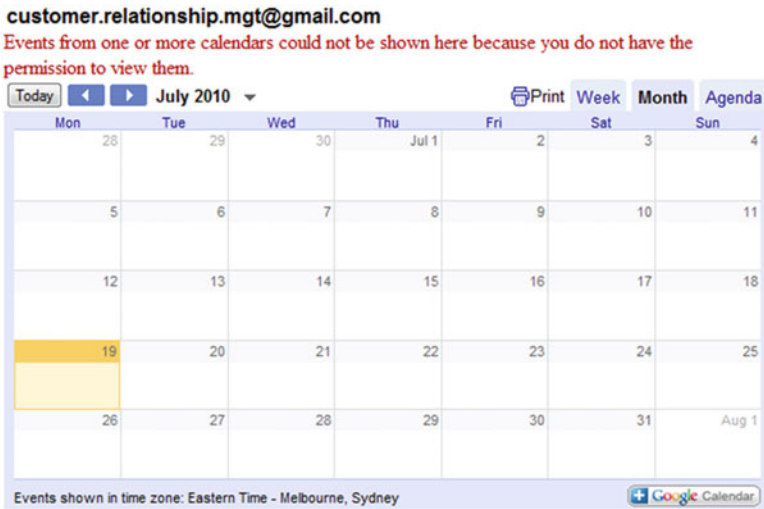 customer.relationship.mgt@gmail.com
Events from one or more calendars could not be shown here because you do not have the
permission to view them.
Today July 2010 Print Week Month Agenda
Mon Tue Wed Thu Fri Sat Sun
28 29 30 Jul 1 2 3 4
5 6 7 8 9 10 11
12 13 14 15 16 17 18
19 20 21 22 23 24 25
26 27 28 29 30 31 Aug 1
Events shown in time zone: Eastern Time - Melbourne, Sydney Google Calendar